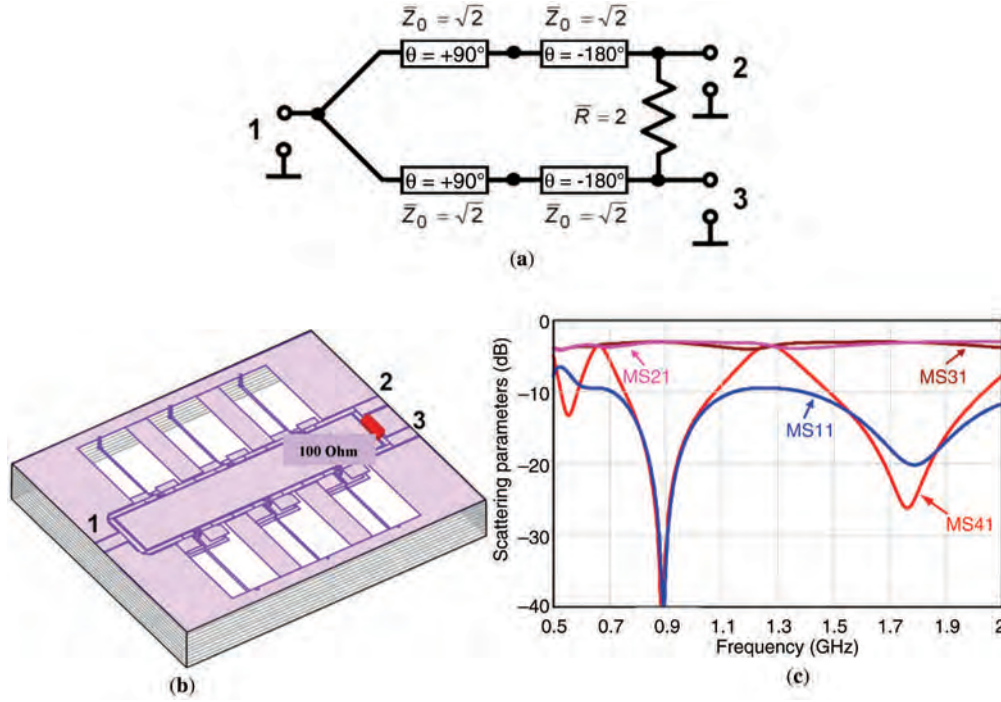 Z̅₀ = √2 Z̅₀ = √2
θ = +90° θ = -180°
2
1
R̅ = 2
θ = +90° θ = -180°
3
Z̅₀ = √2 Z̅₀ = √2
(a)
2
3
100 Ohm
1
(b)
Scattering parameters (dB)
0
−10
−20
−30
−40
MS21
MS31
MS11
MS41
0.5 0.7 0.9 1.1 1.3 1.5 1.7 1.9 2
Frequency (GHz)
(c)